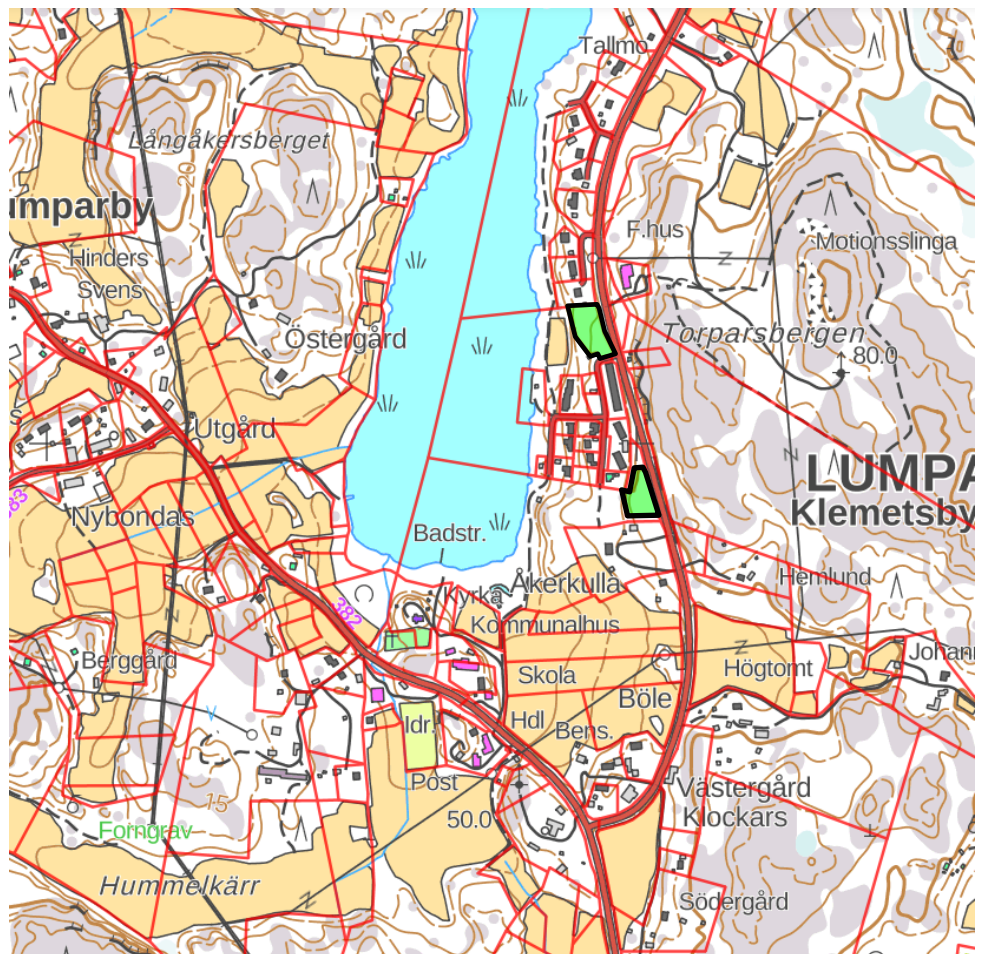 Tallmo
Långåkersberget
20
umparby
F.hus
Motionsslinga
Hinders
Svens
Z
Z
Östergård
Torparsbergen
80.0
Utgård
Z
LUMPA
383
Nybondas
Klemetsby
Badstr.
Hemlund
Kyrka
Åkerkulla
382
Kommunalhus
Z
Johann
Berggård
Skola
Högtomt
Böle
Idr.
Hdl
Bens.
Post
Västergård
15
50.0
Klockars
Forngrav
Hummelkärr
Z
Södergård